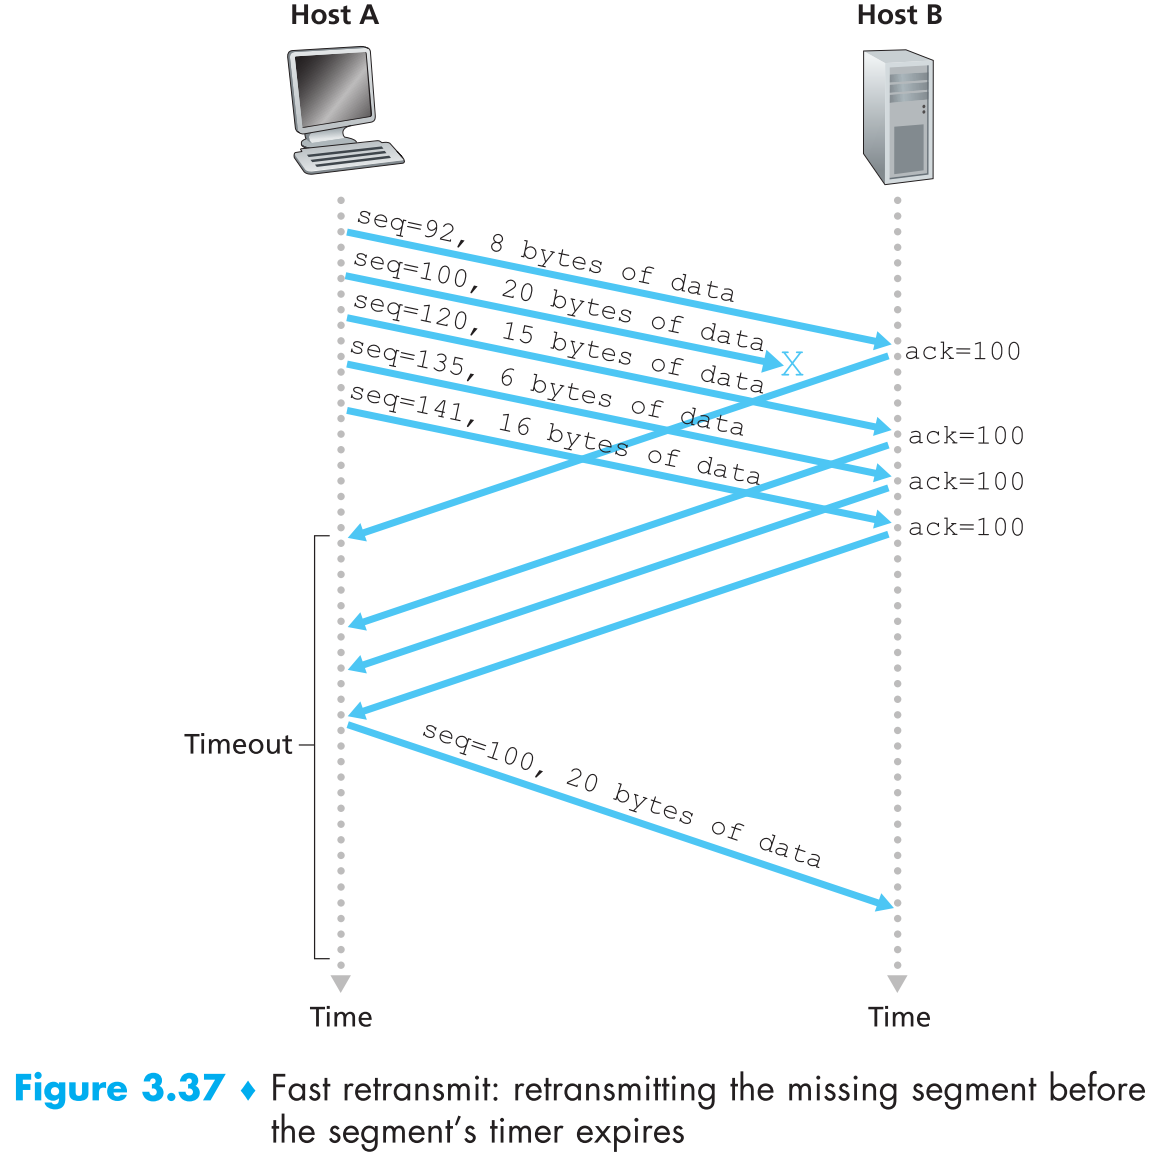 Host A
Host B
seq=92, 8 bytes of data
seq=100, 20 bytes of data
X
seq=120, 15 bytes of data
seq=135, 6 bytes of data
seq=141, 16 bytes of data
ack=100
ack=100
ack=100
ack=100
Timeout
seq=100, 20 bytes of data
Time
Time
Figure 3.37 ♦ Fast retransmit: retransmitting the missing segment before
the segment’s timer expires